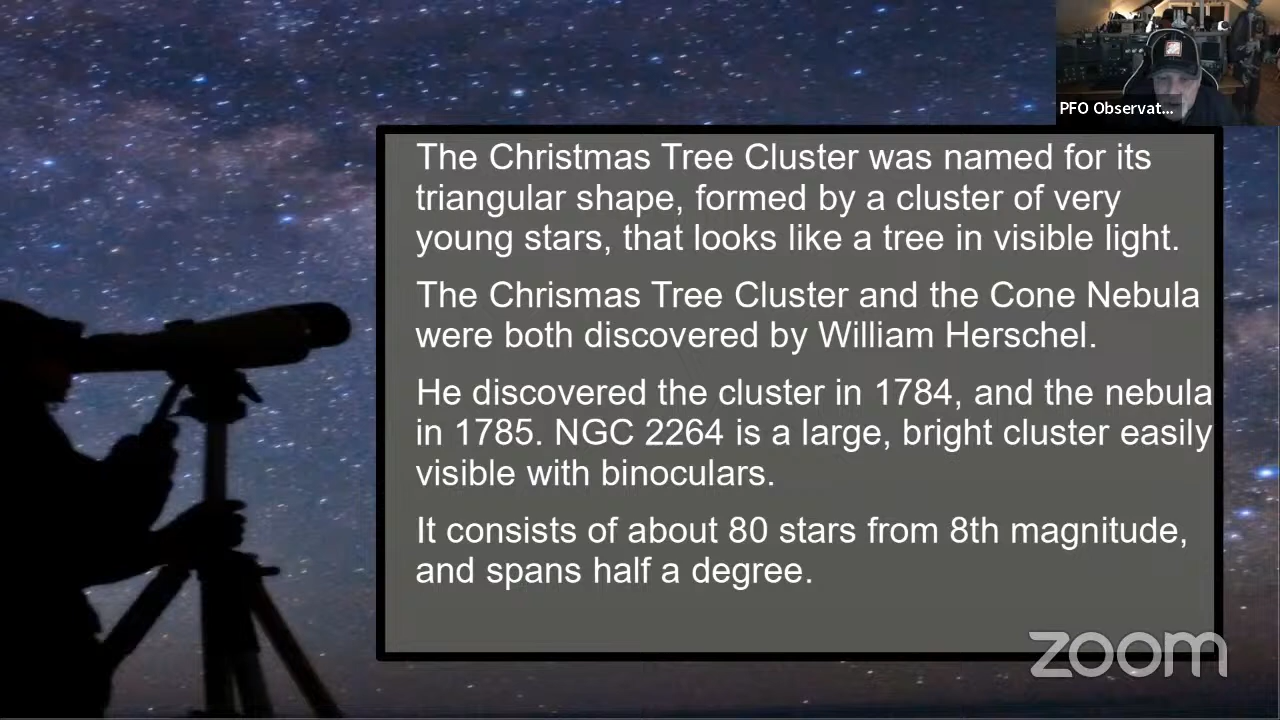 PFO Observat...
The Christmas Tree Cluster was named for its
triangular shape, formed by a cluster of very
young stars, that looks like a tree in visible light.
The Chrismas Tree Cluster and the Cone Nebula
were both discovered by William Herschel.
He discovered the cluster in 1784, and the nebula
in 1785. NGC 2264 is a large, bright cluster easily
visible with binoculars.
It consists of about 80 stars from 8th magnitude,
and spans half a degree.
zoom